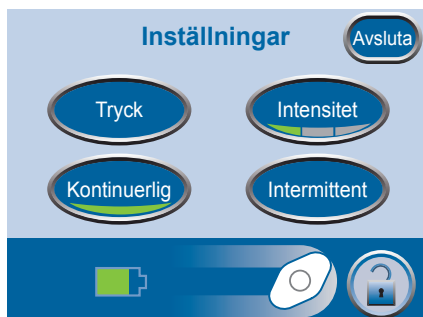 Inställningar
Avsluta
Tryck
Intensitet
Kontinuerlig
Intermittent